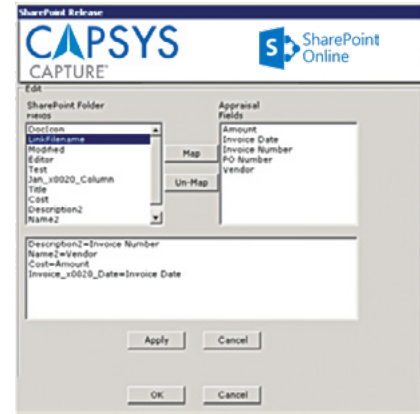 SharePoint Release
CAPSYS
CAPTURE™
S SharePoint
Online
Edit
SharePoint Folder
Fields
Appraisal
Fields
DocIcon
LinkFilename
Modified
Editor
Test
Jan_x0020_Column
Title
Cost
Description2
Name2
Map
Un-Map
Amount
Invoice Date
Invoice Number
PO Number
Vendor
Description2=Invoice Number
Name2=Vendor
Cost=Amount
Invoice_x0020_Date=Invoice Date
Apply
Cancel
OK
Cancel